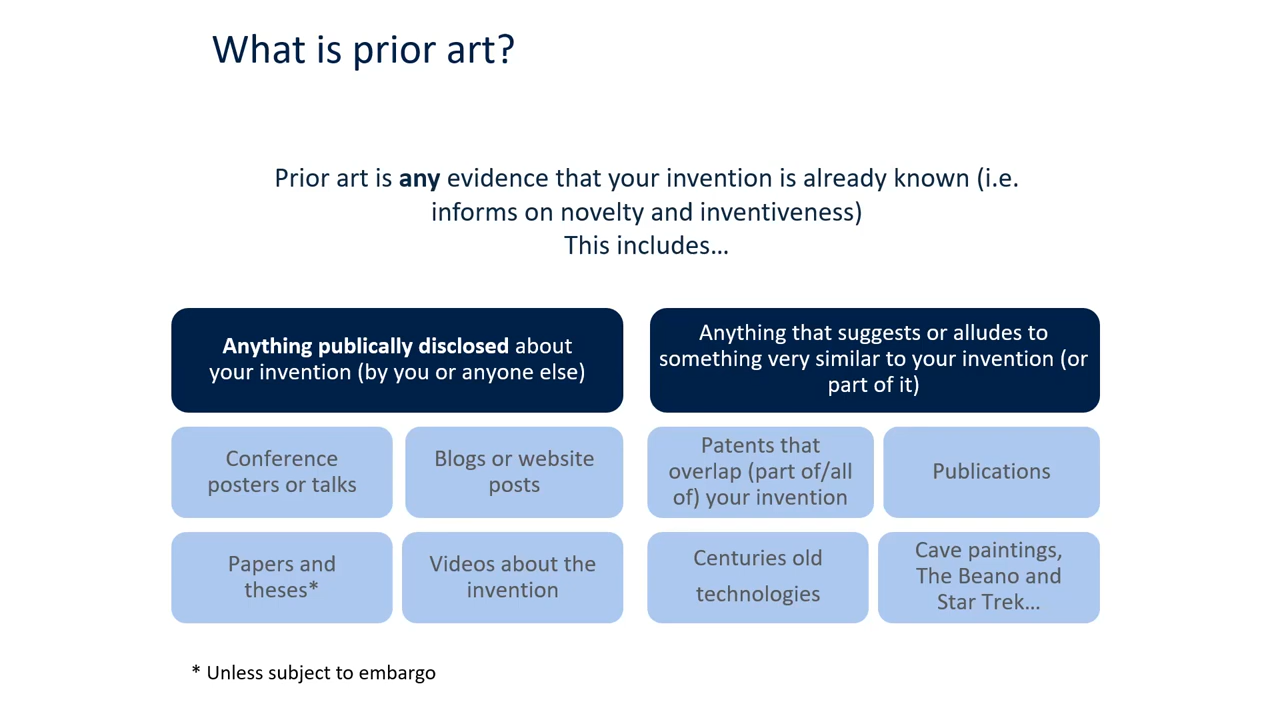 What is prior art?
Prior art is any evidence that your invention is already known (i.e.
informs on novelty and inventiveness)
This includes…
Anything publically disclosed about
your invention (by you or anyone else)
Anything that suggests or alludes to
something very similar to your invention (or
part of it)
Conference
posters or talks
Blogs or website
posts
Patents that
overlap (part of/all
of) your invention
Publications
Papers and
theses*
Videos about the
invention
Centuries old
technologies
Cave paintings,
The Beano and
Star Trek…
* Unless subject to embargo